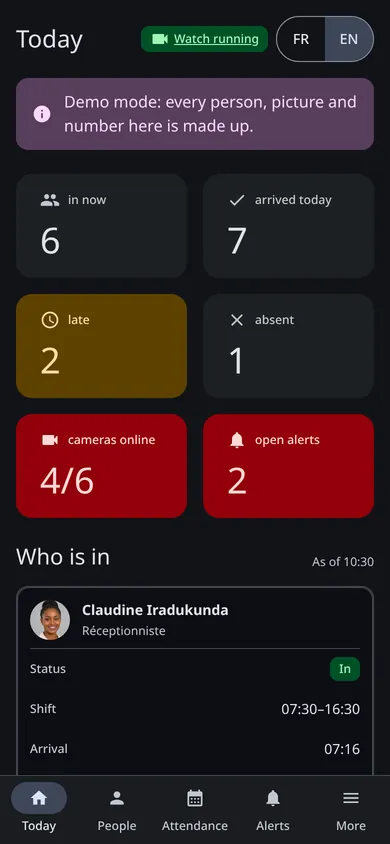 Today
Watch running
FR
EN
Demo mode: every person, picture and
number here is made up.
in now
6
arrived today
7
late
2
absent
1
cameras online
4/6
open alerts
2
Who is in
As of 10:30
Claudine Iradukunda
Réceptionniste
Status
In
Shift
07:30–16:30
Arrival
07:16
Today
People
Attendance
Alerts
More